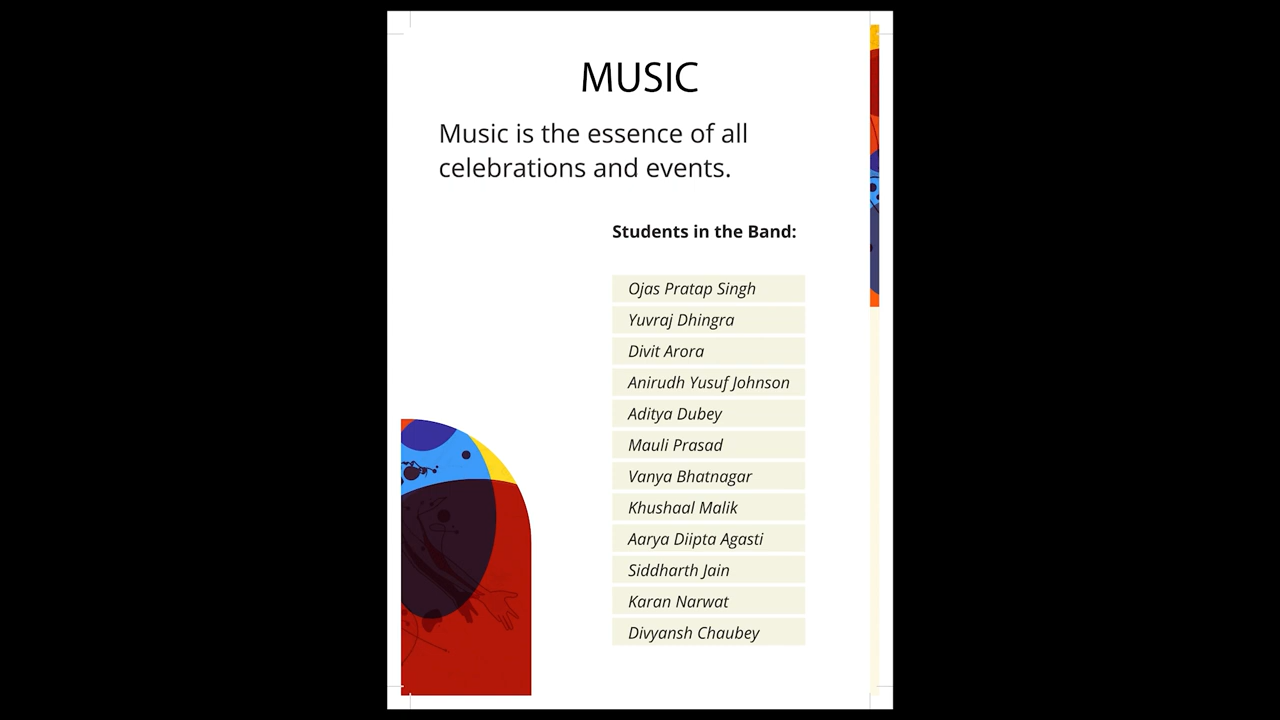 MUSIC
Music is the essence of all
celebrations and events.
Students in the Band:
Ojas Pratap Singh
Yuvraj Dhingra
Divit Arora
Anirudh Yusuf Johnson
Aditya Dubey
Mauli Prasad
Vanya Bhatnagar
Khushaal Malik
Aarya Diipta Agasti
Siddharth Jain
Karan Narwat
Divyansh Chaubey